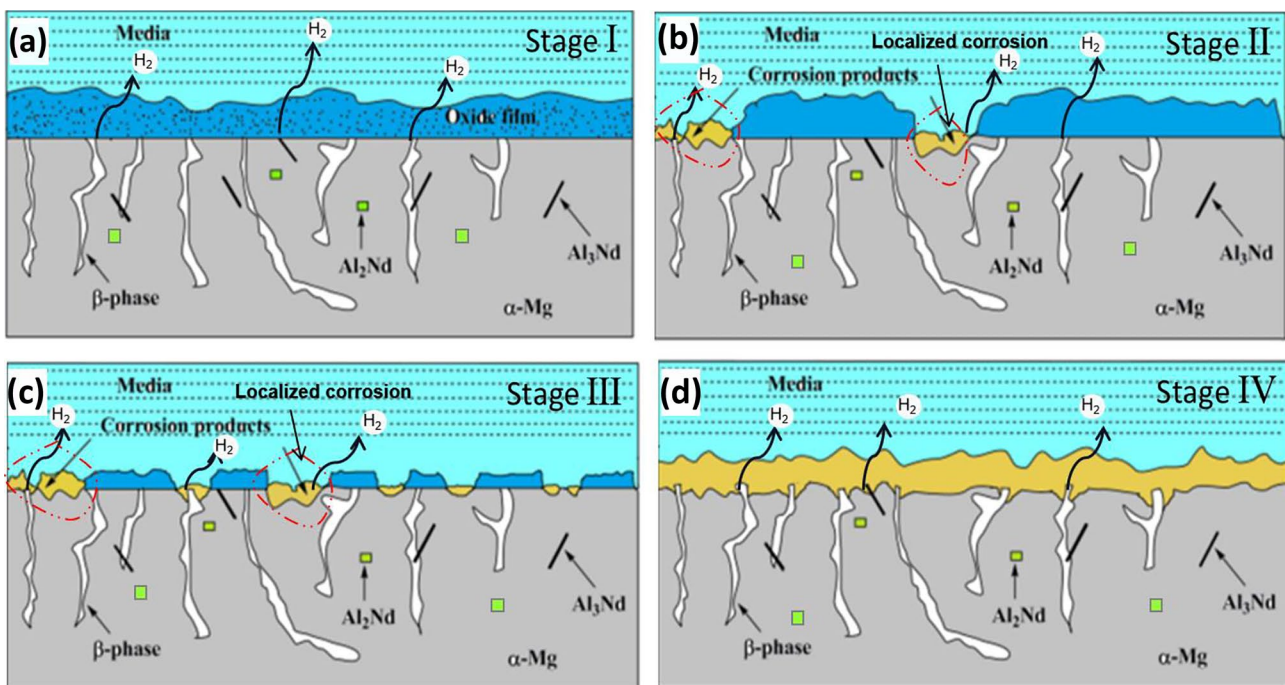 (a)
Media
H₂
H₂
H₂
Stage I
Oxide film
Al₂Nd
Al₃Nd
β-phase
α-Mg
(b)
Media
Localized corrosion
Stage II
H₂
H₂
H₂
Corrosion products
Al₂Nd
Al₃Nd
β-phase
α-Mg
(c)
Media
Localized corrosion
Stage III
H₂
H₂
H₂
Corrosion products
Al₂Nd
Al₃Nd
β-phase
α-Mg
(d)
Media
Stage IV
H₂
H₂
H₂
Al₂Nd
Al₃Nd
β-phase
α-Mg